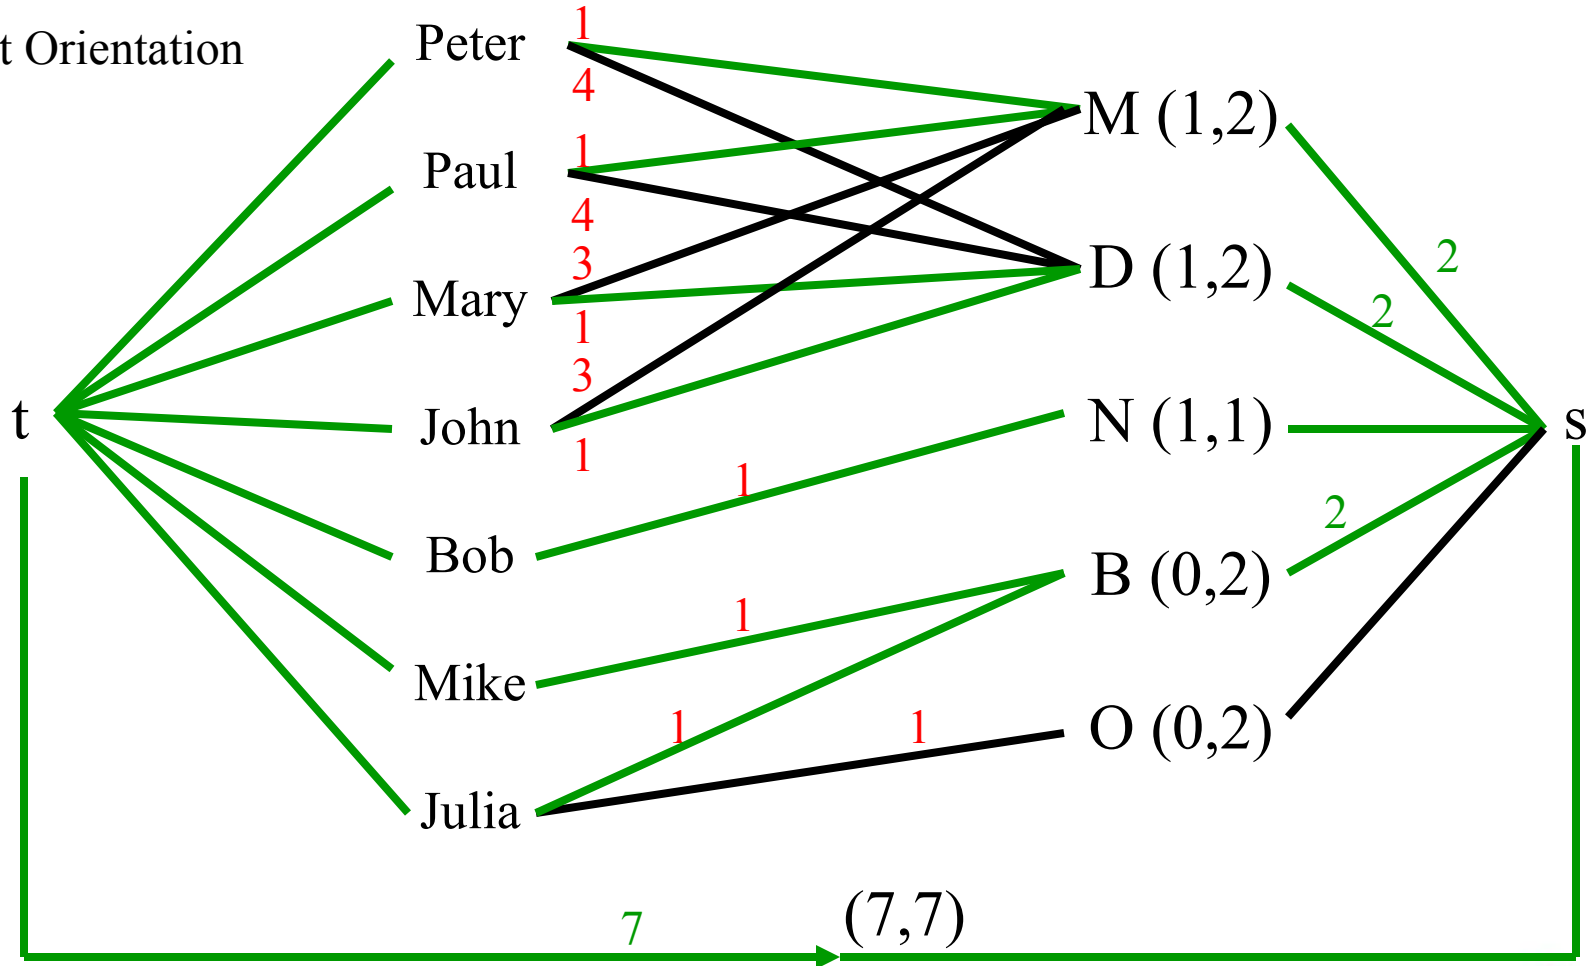 t Orientation
Peter
1
4
M (1,2)
Paul
1
4
D (1,2)
2
2
Mary
3
1
John
3
1
t
N (1,1)
s
Bob
1
B (0,2)
2
Mike
1
Julia
1
1
O (0,2)
7
(7,7)